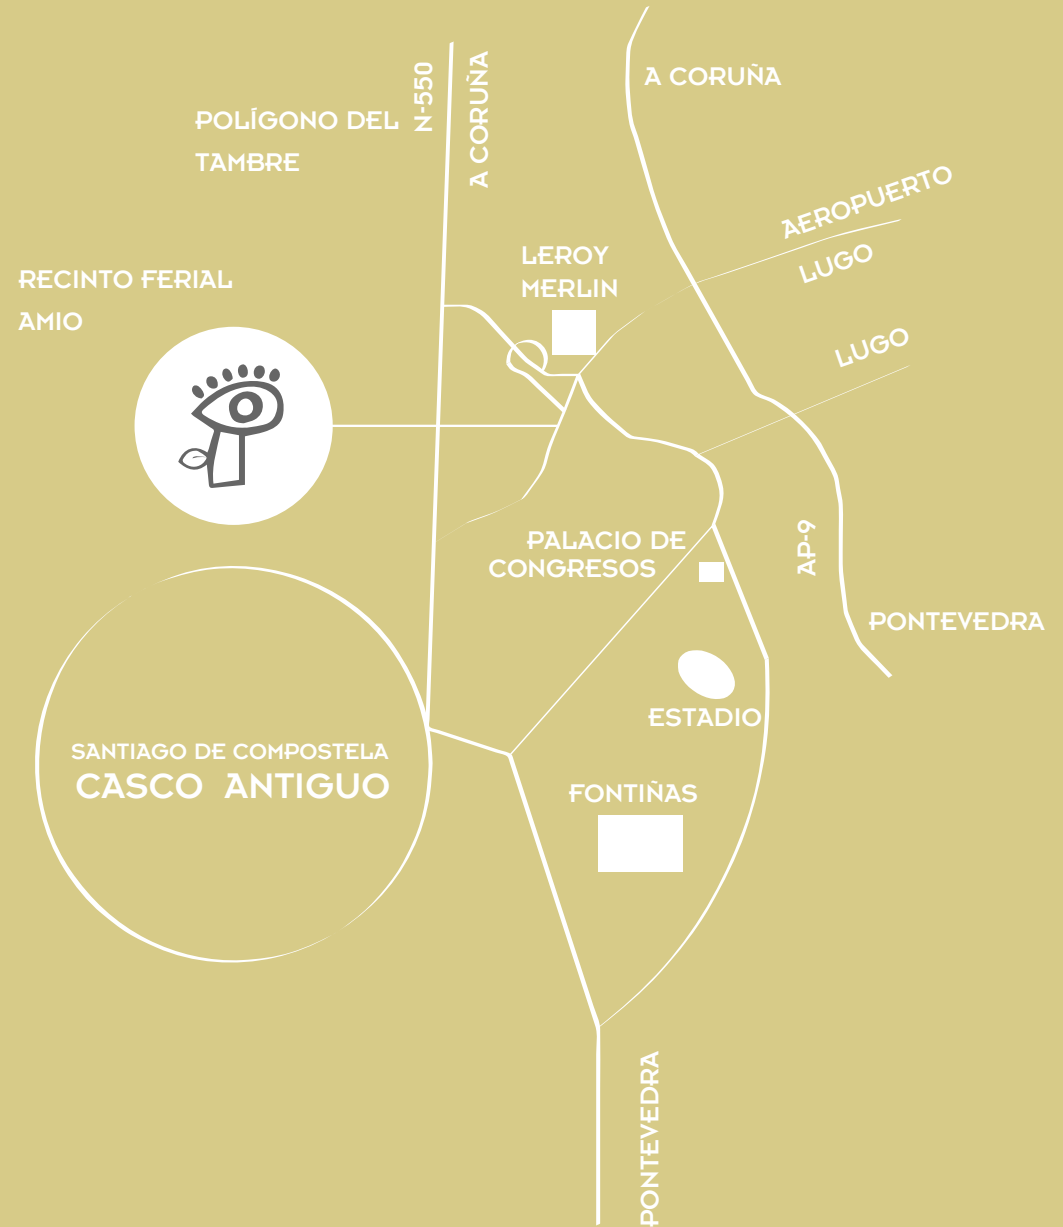 N-550
A CORUÑA
A CORUÑA
POLÍGONO DEL
TAMBRE
AEROPUERTO
LUGO
RECINTO FERIAL
AMIO
LEROY
MERLIN
LUGO
PALACIO DE
CONGRESOS
AP-9
PONTEVEDRA
ESTADIO
SANTIAGO DE COMPOSTELA
CASCO ANTIGUO
FONTIÑAS
PONTEVEDRA